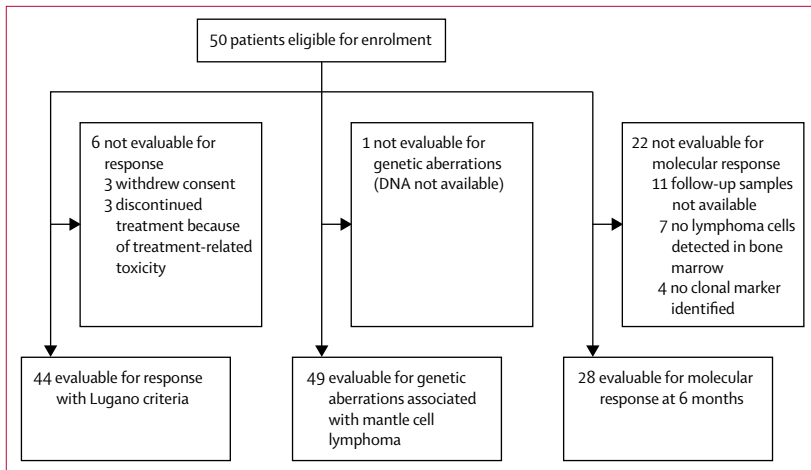 50 patients eligible for enrolment
6 not evaluable for
response
3 withdrew consent
3 discontinued
treatment because
of treatment-related
toxicity
1 not evaluable for
genetic aberrations
(DNA not available)
22 not evaluable for
molecular response
11 follow-up samples
not available
7 no lymphoma cells
detected in bone
marrow
4 no clonal marker
identified
44 evaluable for response
with Lugano criteria
49 evaluable for genetic
aberrations associated
with mantle cell
lymphoma
28 evaluable for molecular
response at 6 months